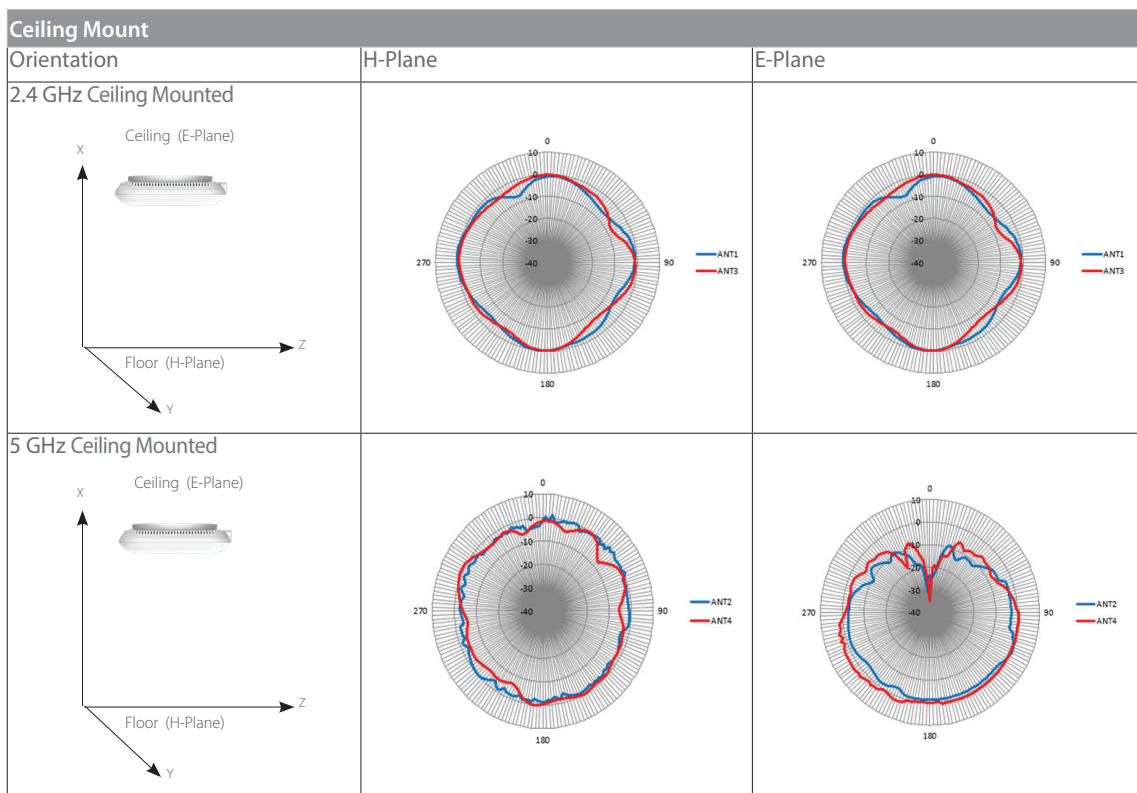 Ceiling Mount
Orientation
H-Plane
E-Plane
2.4 GHz Ceiling Mounted
Ceiling (E-Plane)
X
Z
Floor (H-Plane)
Y
0
10
0
-10
-20
-30
-40
270
90
180
ANT1
ANT3
0
10
0
-10
-20
-30
-40
270
90
180
ANT1
ANT3
5 GHz Ceiling Mounted
Ceiling (E-Plane)
X
Z
Floor (H-Plane)
Y
0
10
0
-10
-20
-30
-40
270
90
180
ANT2
ANT4
0
10
0
-10
-20
-30
-40
270
90
180
ANT2
ANT4